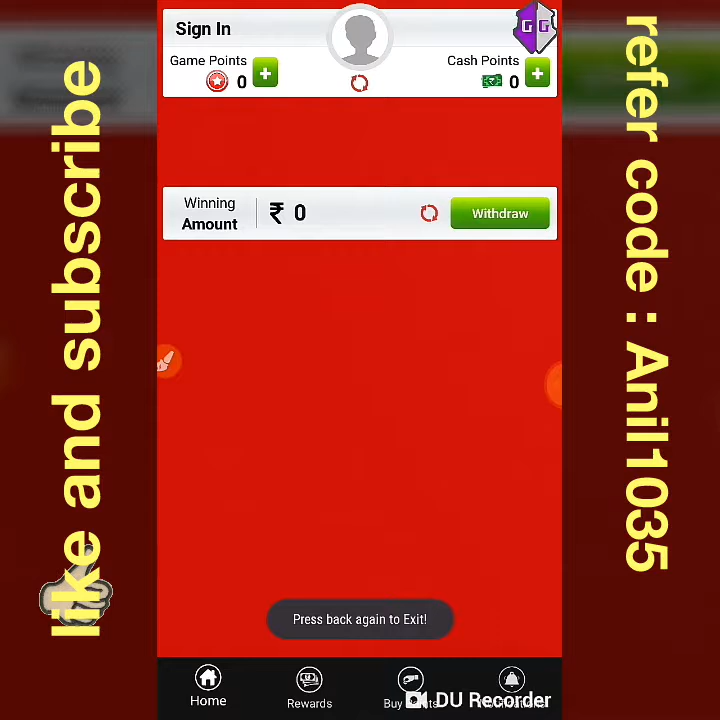 like and subscribe
Sign In
GG
Game Points
0
Cash Points
0
Winning
Amount
₹ 0
Withdraw
Press back again to Exit!
Home
Rewards
Buy
DU Recorder
refer code : Anil1035